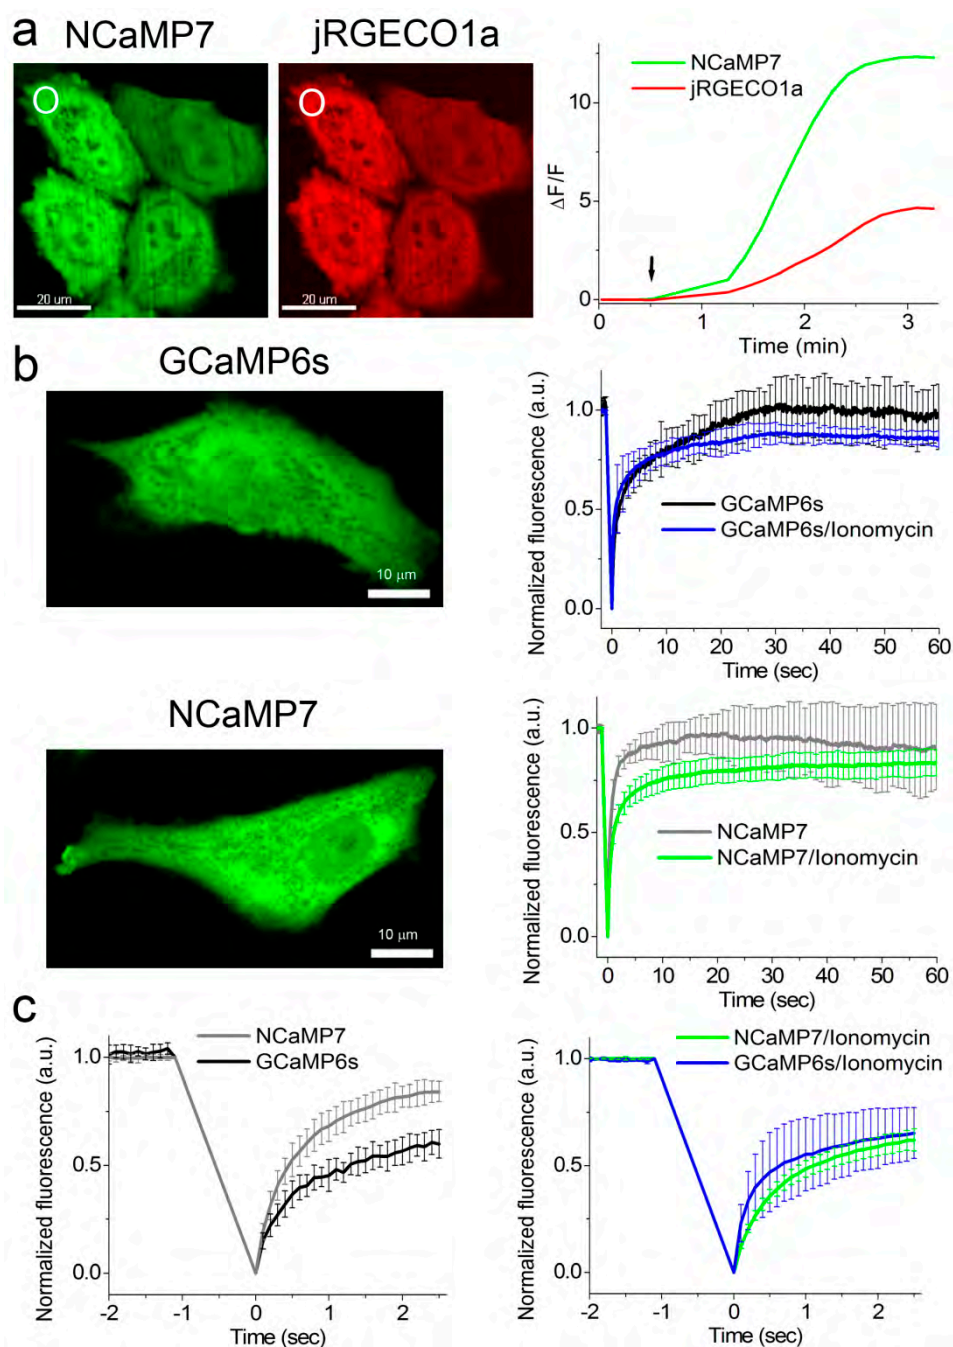 a
NCaMP7
jRGECO1a
O
O
20 um
20 um
NCaMP7
jRGECO1a
ΔF/F
10
5
0
0
1
2
3
Time (min)
b
GCaMP6s
10 μm
Normalized fluorescence (a.u.)
1.0
0.5
0.0
GCaMP6s
GCaMP6s/Ionomycin
0
10
20
30
40
50
60
Time (sec)
NCaMP7
10 μm
Normalized fluorescence (a.u.)
1.0
0.5
0.0
NCaMP7
NCaMP7/Ionomycin
0
10
20
30
40
50
60
Time (sec)
c
Normalized fluorescence (a.u.)
1.0
0.5
0.0
NCaMP7
GCaMP6s
-2
-1
0
1
2
Time (sec)
Normalized fluorescence (a.u.)
1.0
0.5
0.0
NCaMP7/Ionomycin
GCaMP6s/Ionomycin
-2
-1
0
1
2
Time (sec)